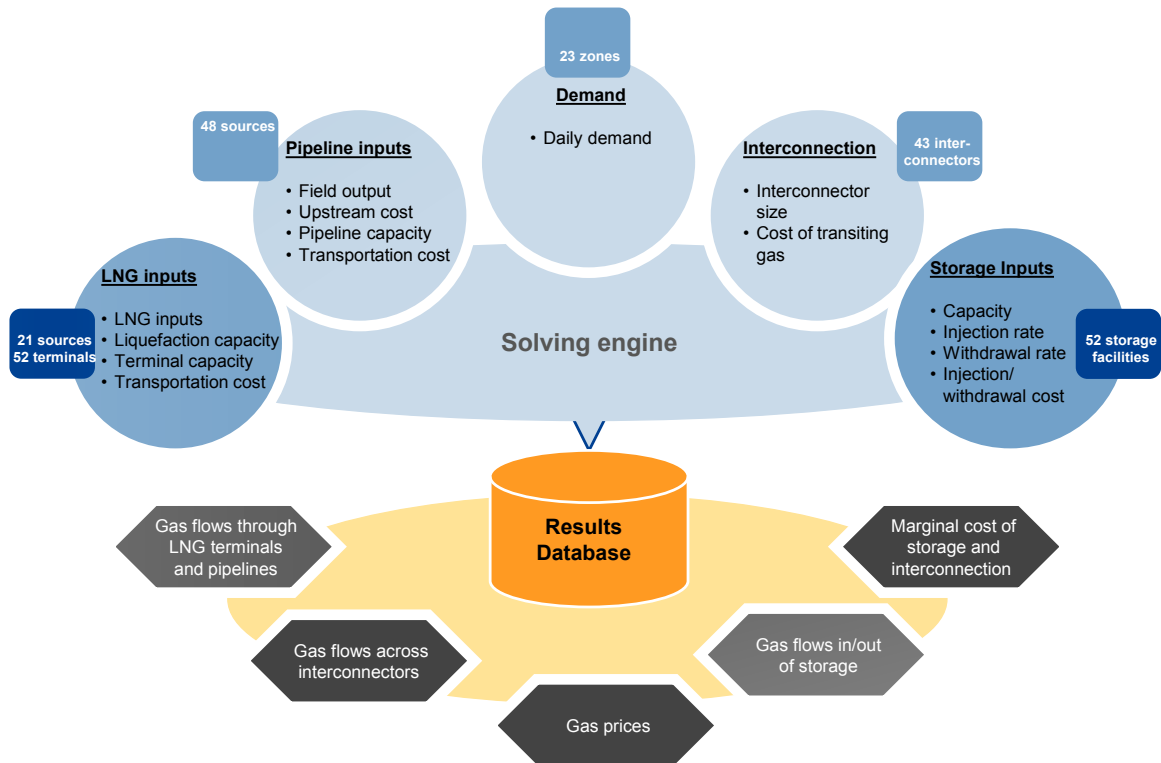 23 zones
Demand
• Daily demand
48 sources
Pipeline inputs
• Field output
• Upstream cost
• Pipeline capacity
• Transportation cost
Interconnection
• Interconnector
size
• Cost of transiting
gas
43 inter-
connectors
LNG inputs
• LNG inputs
• Liquefaction capacity
• Terminal capacity
• Transportation cost
21 sources
52 terminals
Storage Inputs
• Capacity
• Injection rate
• Withdrawal rate
• Injection/
withdrawal cost
52 storage
facilities
Solving engine
Results
Database
Gas flows through
LNG terminals
and pipelines
Gas flows across
interconnectors
Gas prices
Gas flows in/out
of storage
Marginal cost of
storage and
interconnection